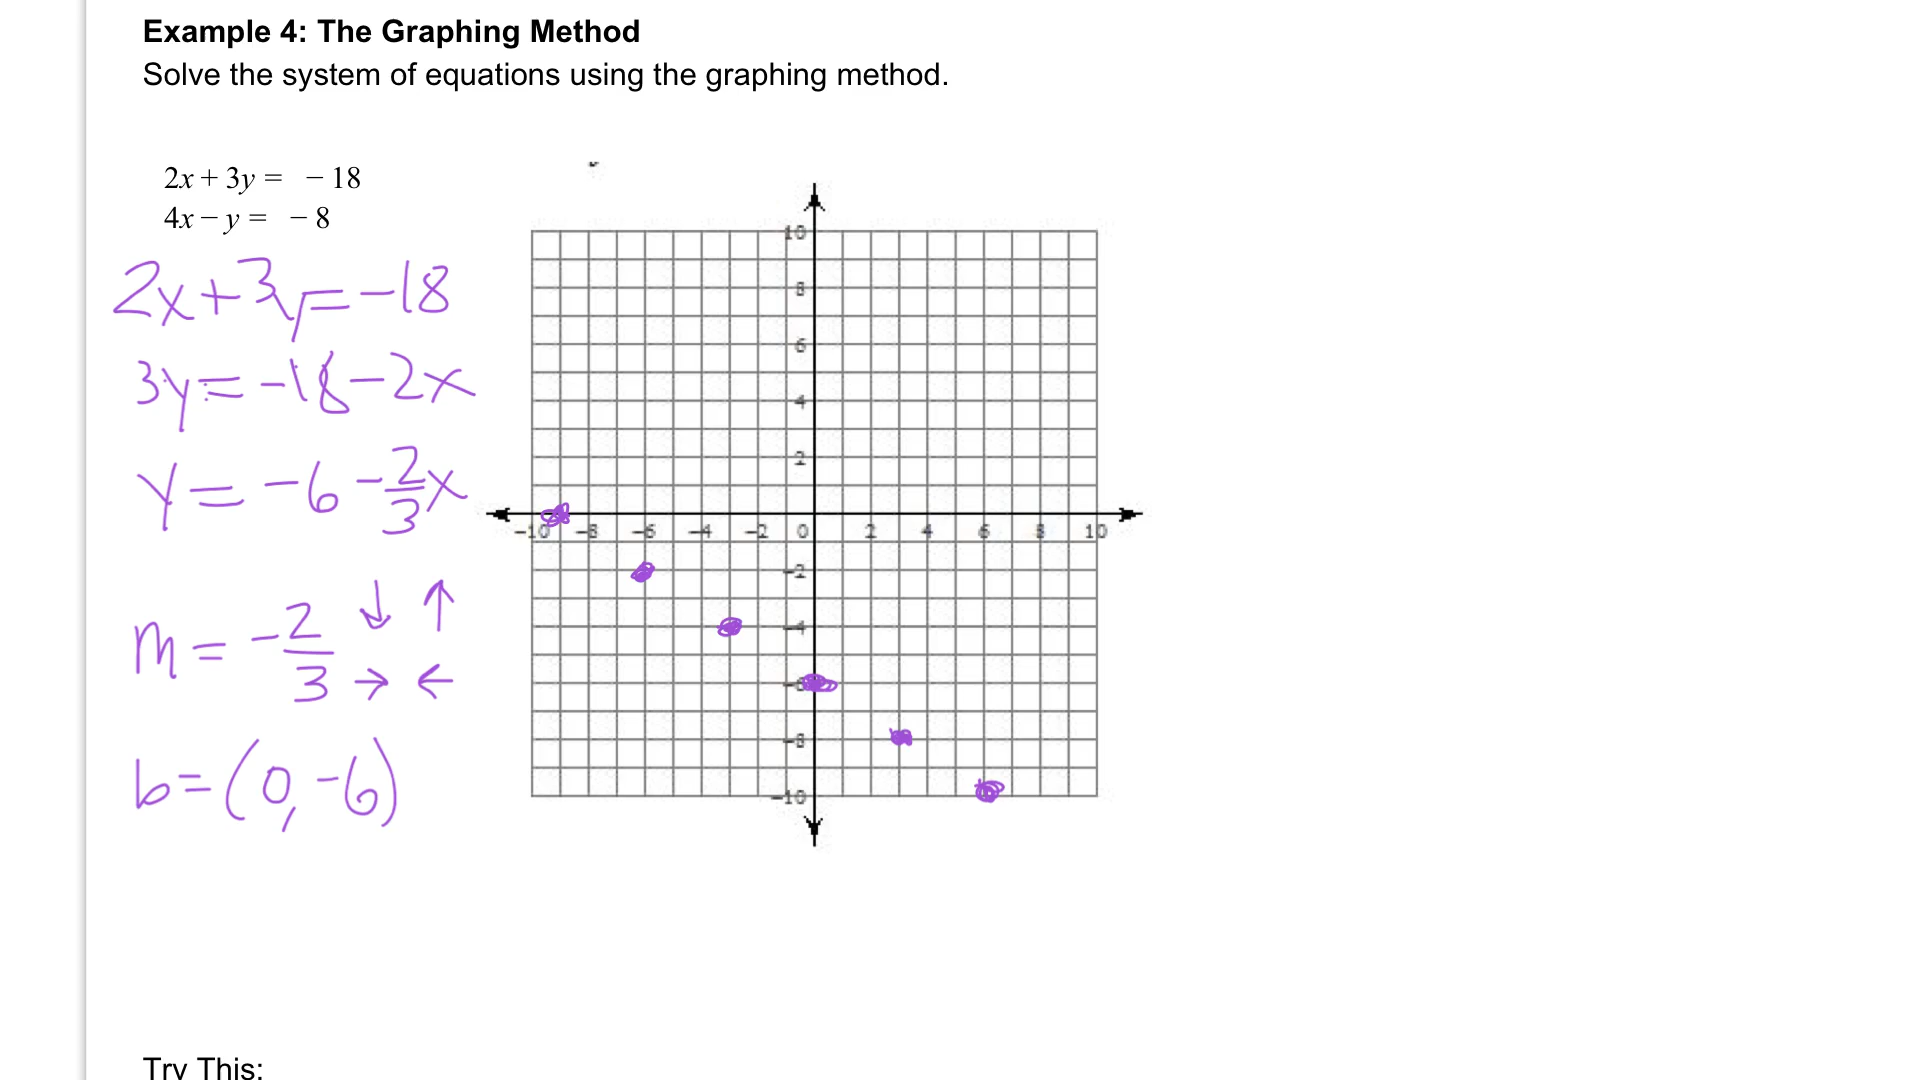 Example 4: The Graphing Method
Solve the system of equations using the graphing method.
2x + 3y = − 18
4x − y = − 8
2x+3y=-18
3y=-18-2x
y=-6-2/3x
m=-2/3 ↓ ↑ → ←
b=(0,-6)
10
8
6
4
2
-10 -8 -6 -4 -2 0 2 4 6 8 10
-2
-4
-6
-8
-10
Try This: